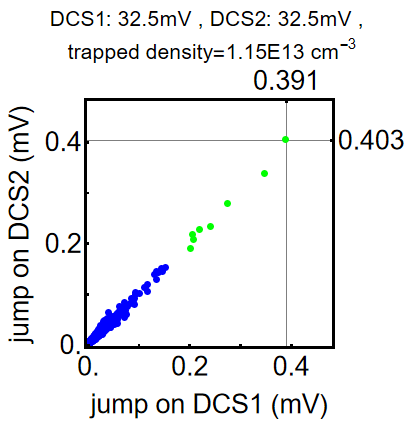 DCS1: 32.5mV , DCS2: 32.5mV ,
trapped density=1.15E13 cm⁻³
0.391
0.4
0.403
0.2
0.
0. 0.2 0.4
jump on DCS2 (mV)
jump on DCS1 (mV)